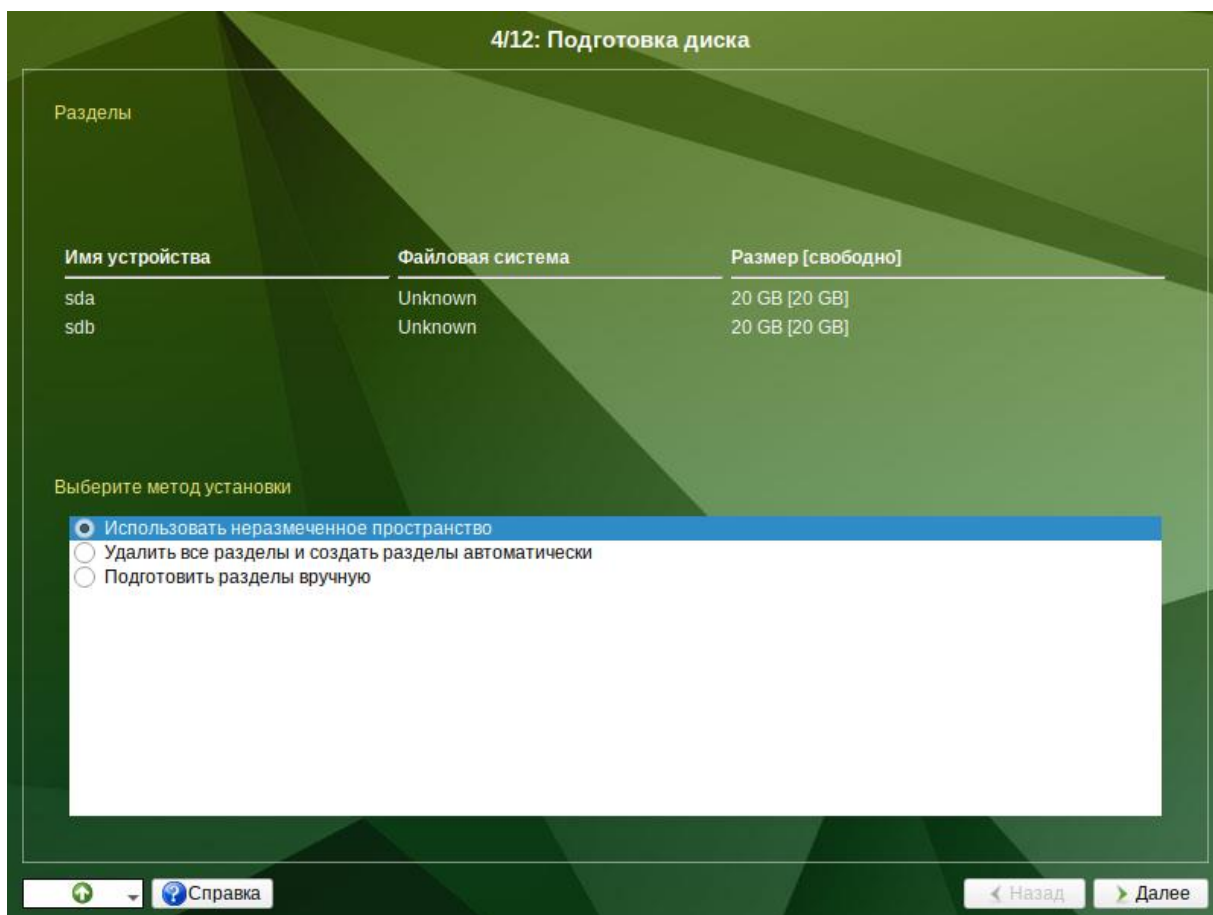 4/12: Подготовка диска
Разделы
Имя устройства Файловая система Размер [свободно]
sda Unknown 20 GB [20 GB]
sdb Unknown 20 GB [20 GB]
Выберите метод установки
Использовать неразмеченное пространство
Удалить все разделы и создать разделы автоматически
Подготовить разделы вручную
Справка Назад Далее